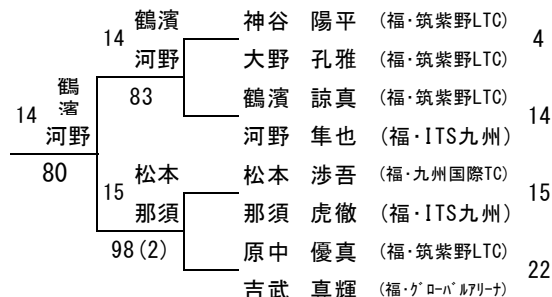 14 鶴濱 神谷 陽平 (福・筑紫野LTC) 4
河野 大野 孔雅 (福・筑紫野LTC)
鶴濱 83 鶴濱 諒真 (福・筑紫野LTC) 14
14 河野 河野 隼也 (福・ITS九州)
80 15 松本 松本 渉吾 (福・九州国際TC) 15
那須 那須 虎徹 (福・ITS九州)
98(2) 原中 優真 (福・筑紫野LTC) 22
吉武 真輝 (福・グローバルアリーナ)